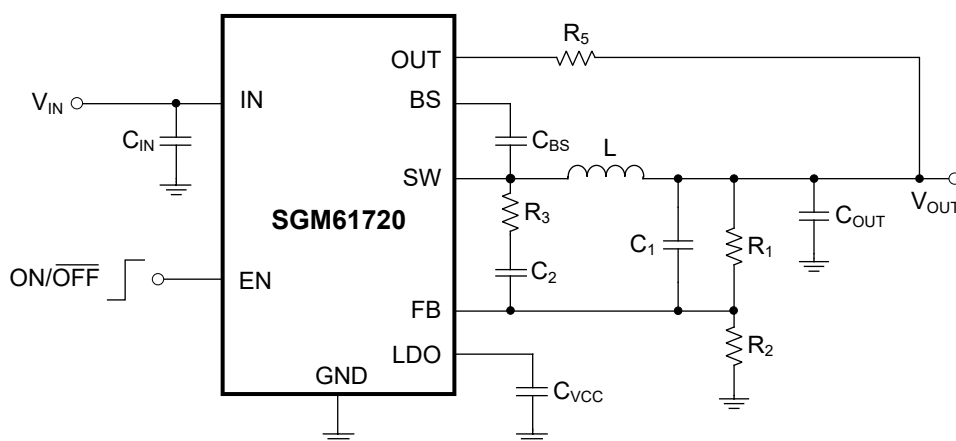 R5
OUT
VIN
IN
BS
CIN
CBS
L
SW
VOUT
R3
COUT
SGM61720
C1
R1
ON/OFF
EN
C2
FB
R2
LDO
GND
CVCC